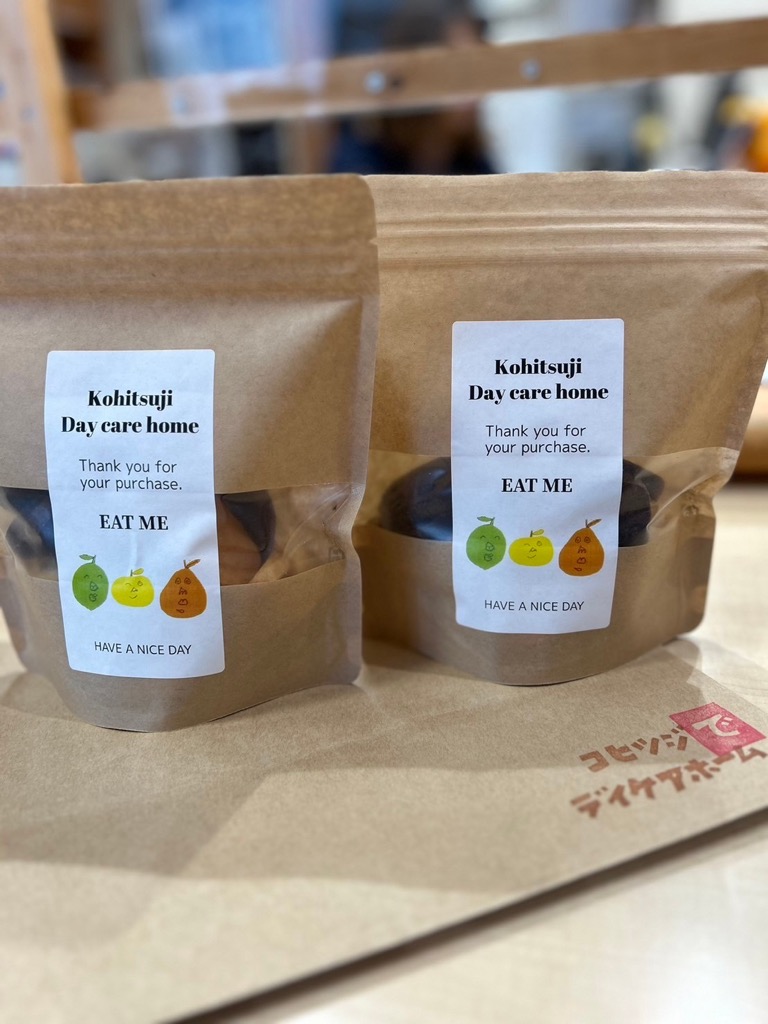 Kohitsuji
Day care home
Thank you for
your purchase.
EAT ME
HAVE A NICE DAY
Kohitsuji
Day care home
Thank you for
your purchase.
EAT ME
HAVE A NICE DAY
コヒツジ
で
デイケアホーム